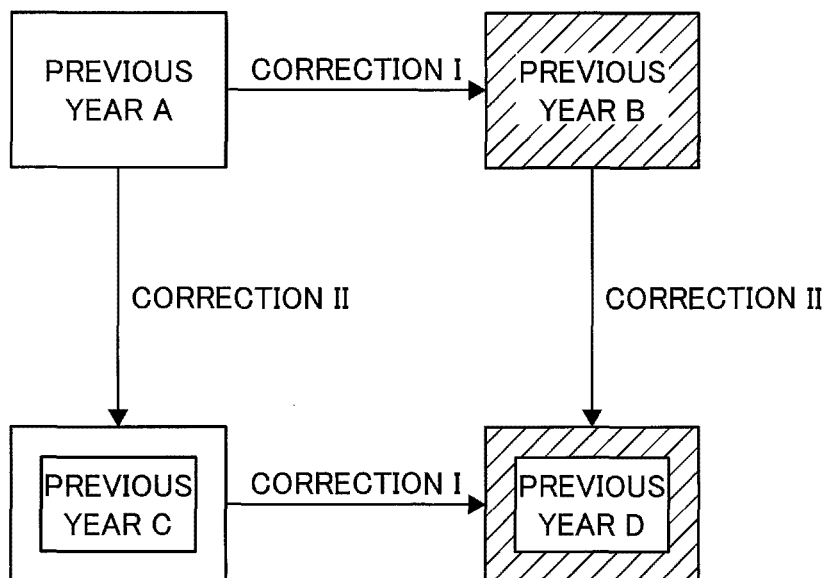 PREVIOUS
YEAR A
CORRECTION I
PREVIOUS
YEAR B
CORRECTION II
CORRECTION II
PREVIOUS
YEAR C
CORRECTION I
PREVIOUS
YEAR D